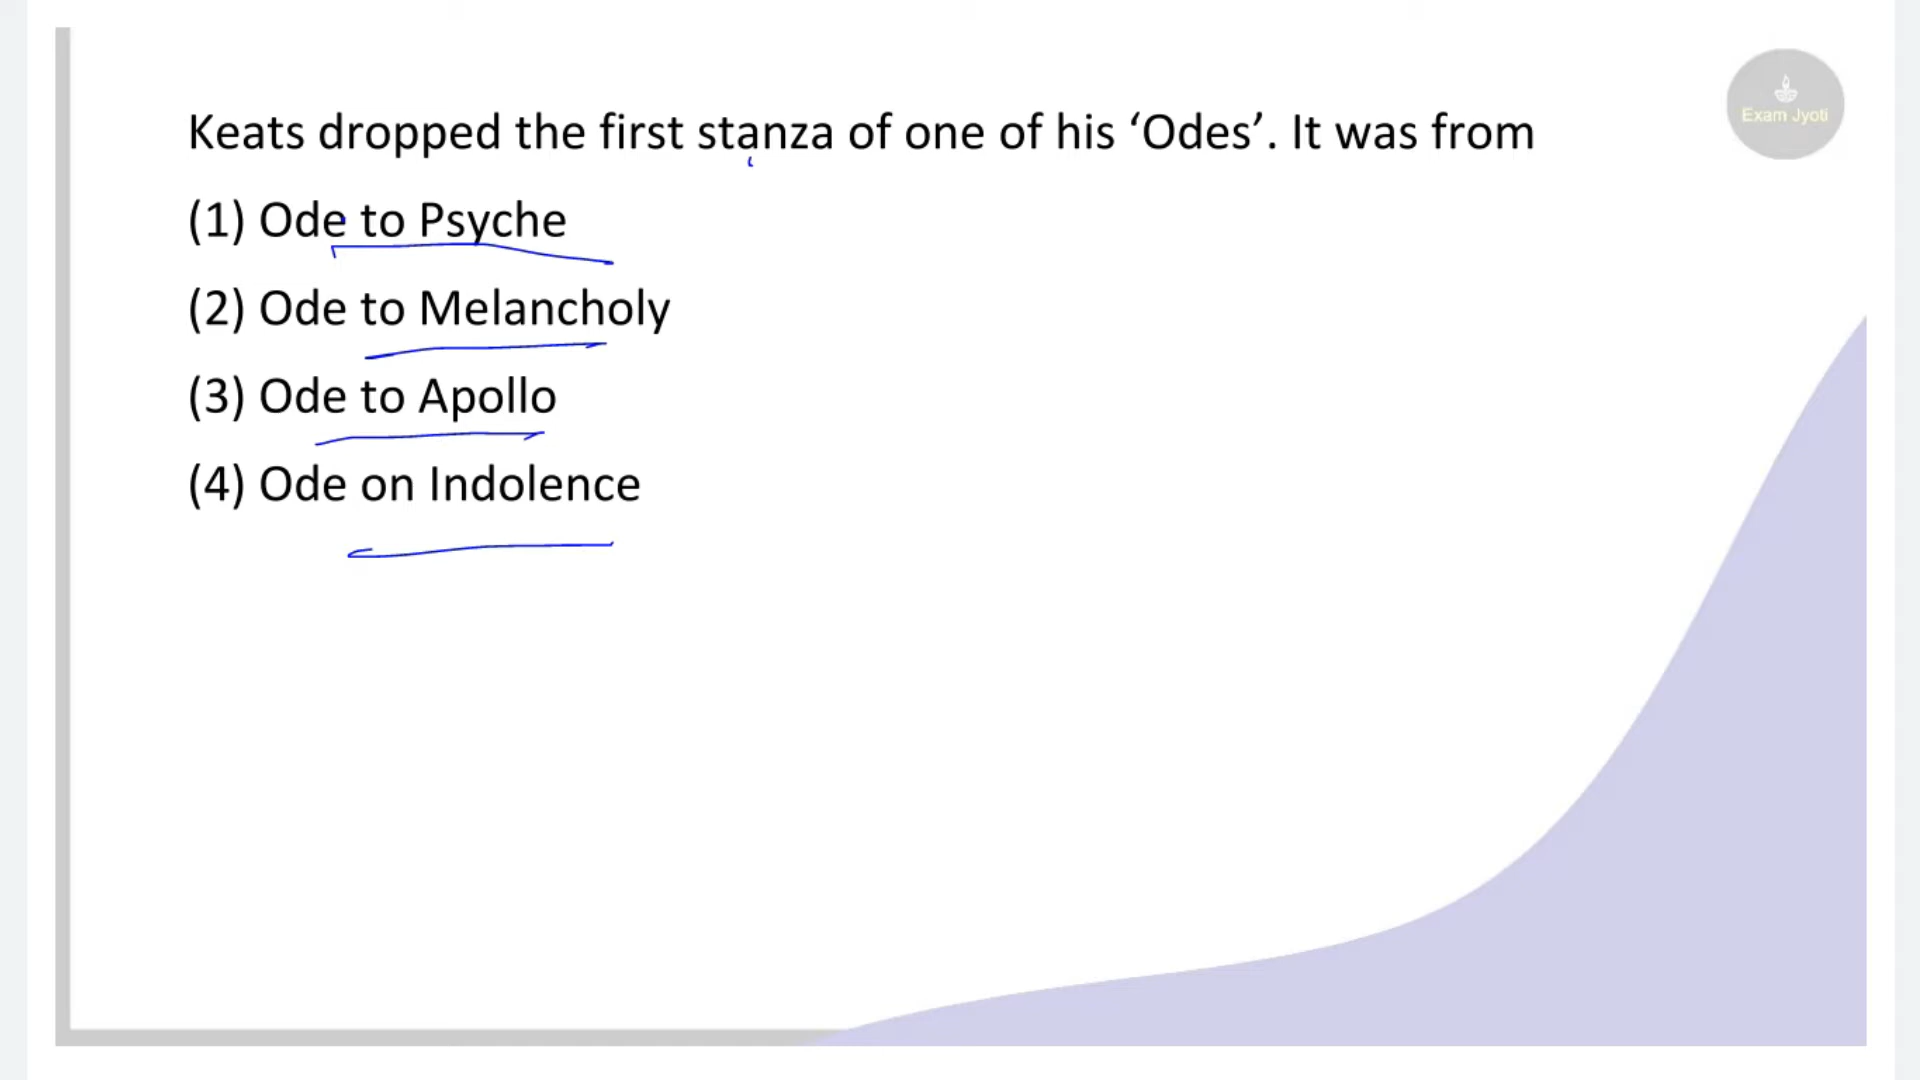 Keats dropped the first stanza of one of his ‘Odes’. It was from
(1) Ode to Psyche
(2) Ode to Melancholy
(3) Ode to Apollo
(4) Ode on Indolence
Exam Jyoti